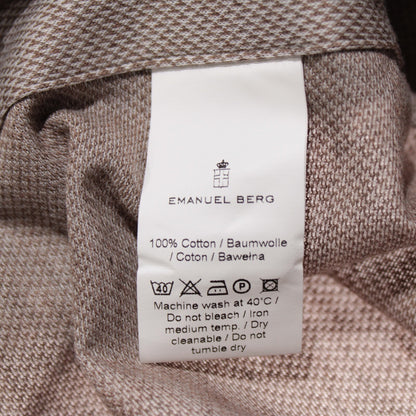 EMANUEL BERG
100% Cotton / Baumwolle
/ Coton / Bawełna
40 P
Machine wash at 40°C /
Do not bleach / Iron
medium temp. / Dry
cleanable / Do not
tumble dry